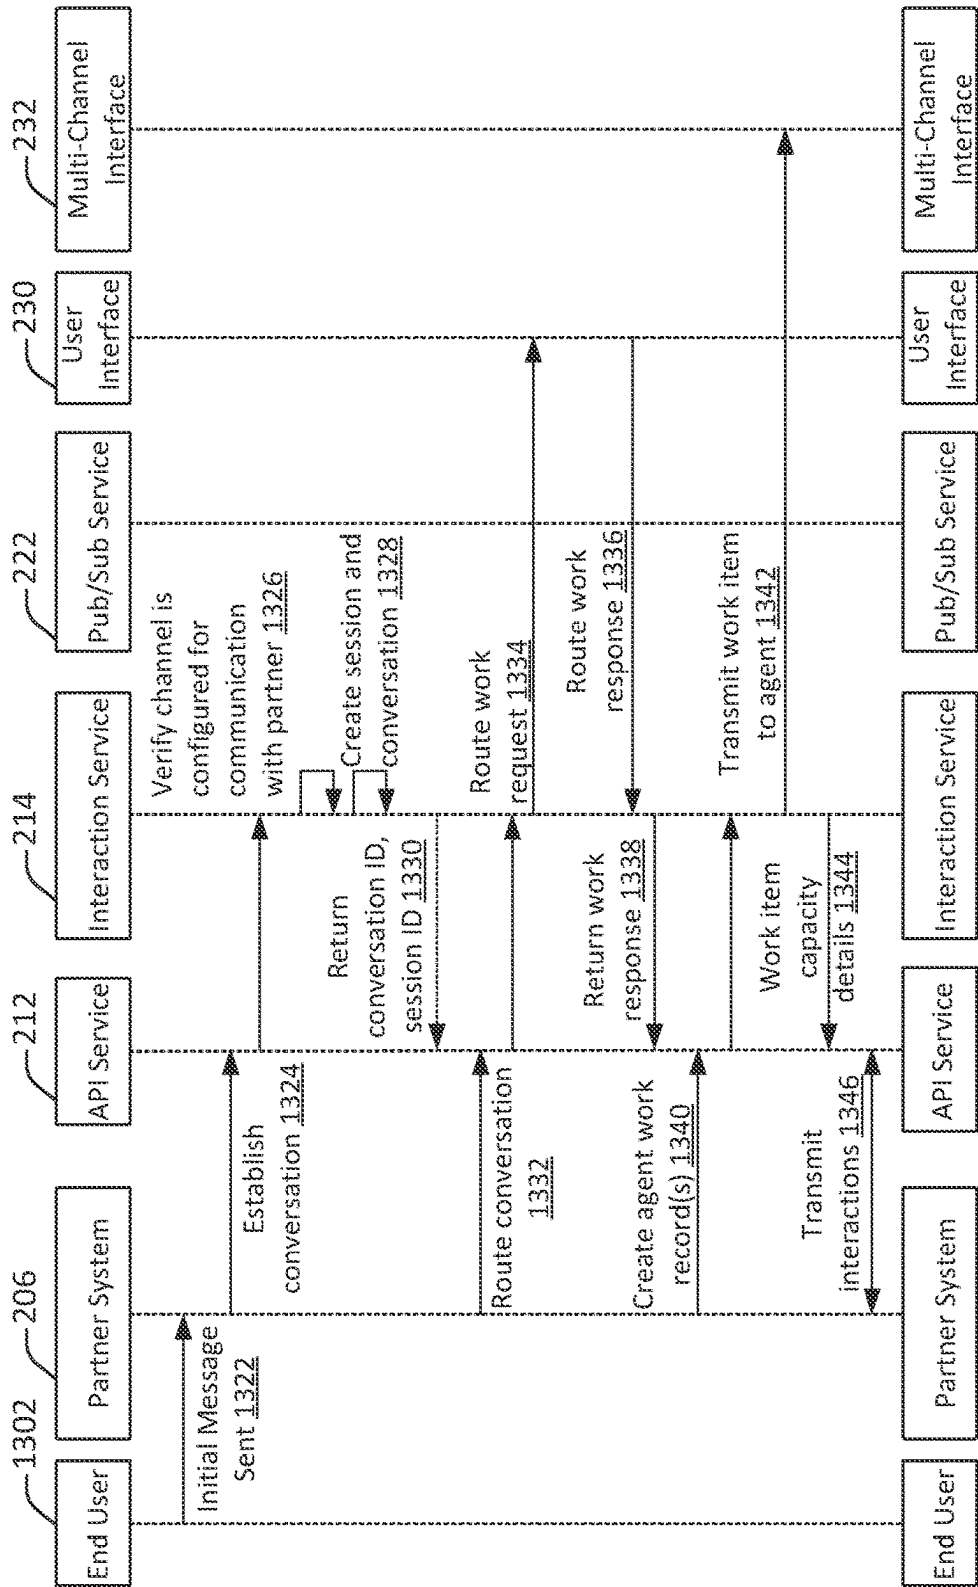 1302
206
212
214
222
230
232
End User
Partner System
API Service
Interaction Service
Pub/Sub Service
User
Interface
Multi-Channel
Interface
Initial Message
Sent 1322
Establish
conversation 1324
Verify channel is
configured for
communication
with partner 1326
Create session and
conversation 1328
Return
conversation ID,
session ID 1330
Route conversation
1332
Route work
request 1334
Route work
response 1336
Return work
response 1338
Create agent work
record(s) 1340
Transmit work item
to agent 1342
Work item
capacity
details 1344
Transmit
interactions 1346
End User
Partner System
API Service
Interaction Service
Pub/Sub Service
User
Interface
Multi-Channel
Interface